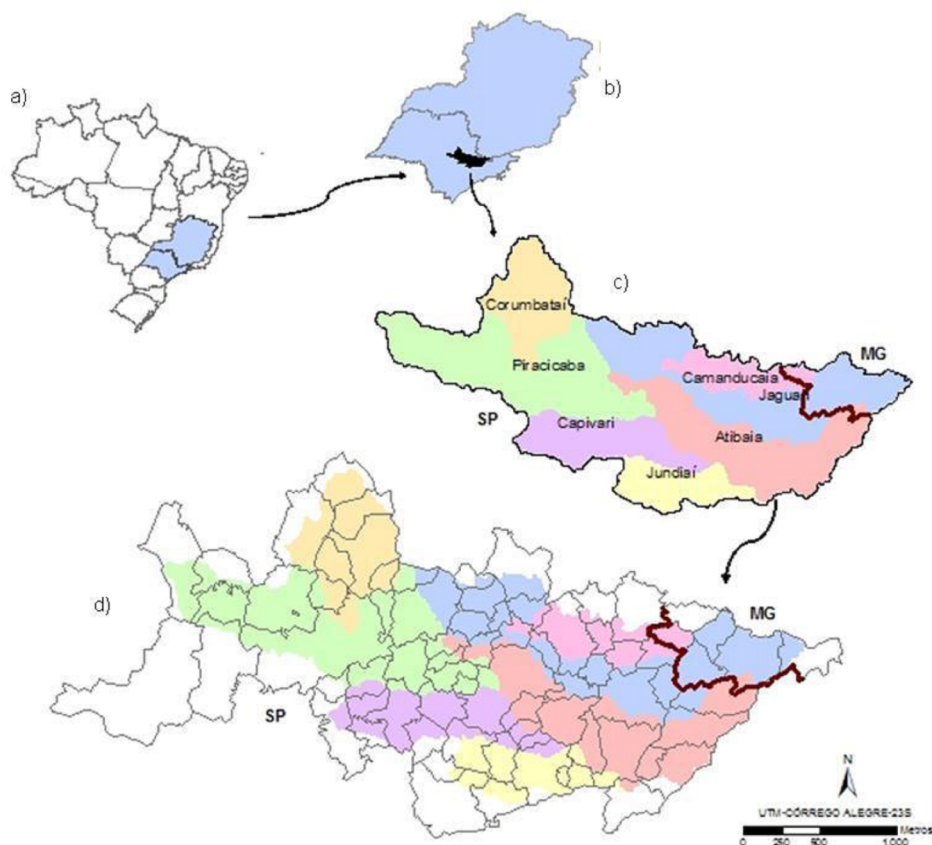 a)
b)
c)
Corumbataí
MG
Piracicaba
Camanducaia
Jaguari
SP
Capivari
Atibaia
Jundiaí
d)
MG
SP
N
UTM-CÓRREGO ALEGRE-23S
Metros
0 250 500 1.000